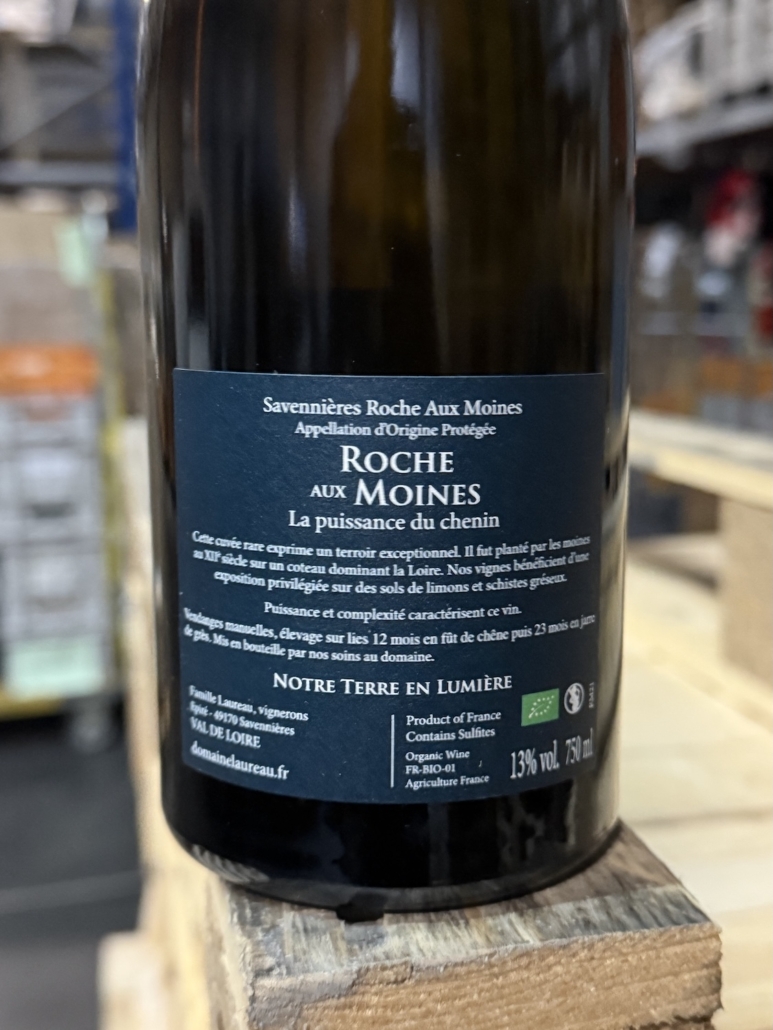 Savennières Roche Aux Moines
Appellation d'Origine Protégée
ROCHE
AUX MOINES
La puissance du chenin
Cette cuvée rare exprime un terroir exceptionnel. Il fut planté par les moines
au XIIe siècle sur un coteau dominant la Loire. Nos vignes bénéficient d'une
exposition privilégiée sur des sols de limons et schistes gréseux.
Puissance et complexité caractérisent ce vin.
Vendanges manuelles, élevage sur lies 12 mois en fût de chêne puis 23 mois en jarre
de grès. Mis en bouteille par nos soins au domaine.
NOTRE TERRE EN LUMIÈRE
Famille Laureau, vignerons
Épiré - 49170 Savennières
VAL DE LOIRE
domainelaureau.fr
Product of France
Contains Sulfites
Organic Wine
FR-BIO-01
Agriculture France
13% vol. 750 ml
RM21